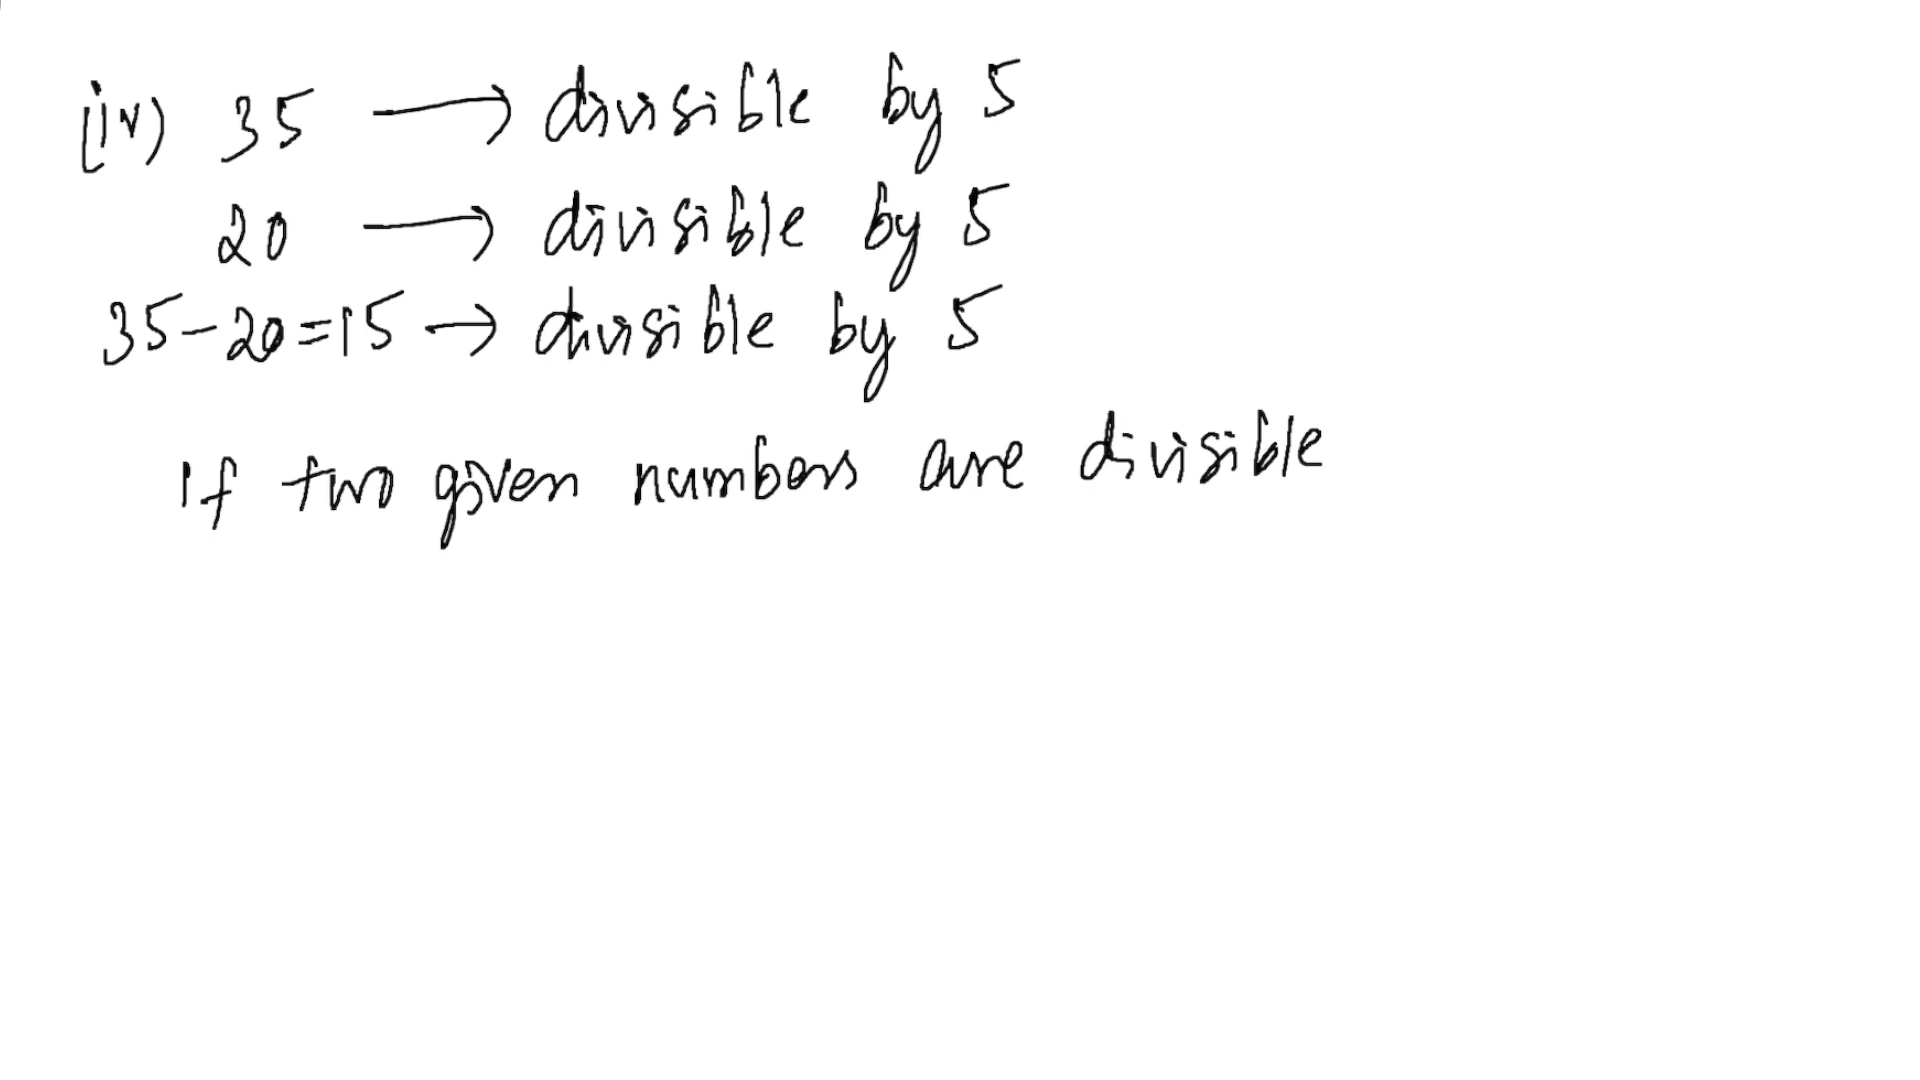 (iv) 35 → divisible by 5
20 → divisible by 5
35-20=15 → divisible by 5
If two given numbers are divisible